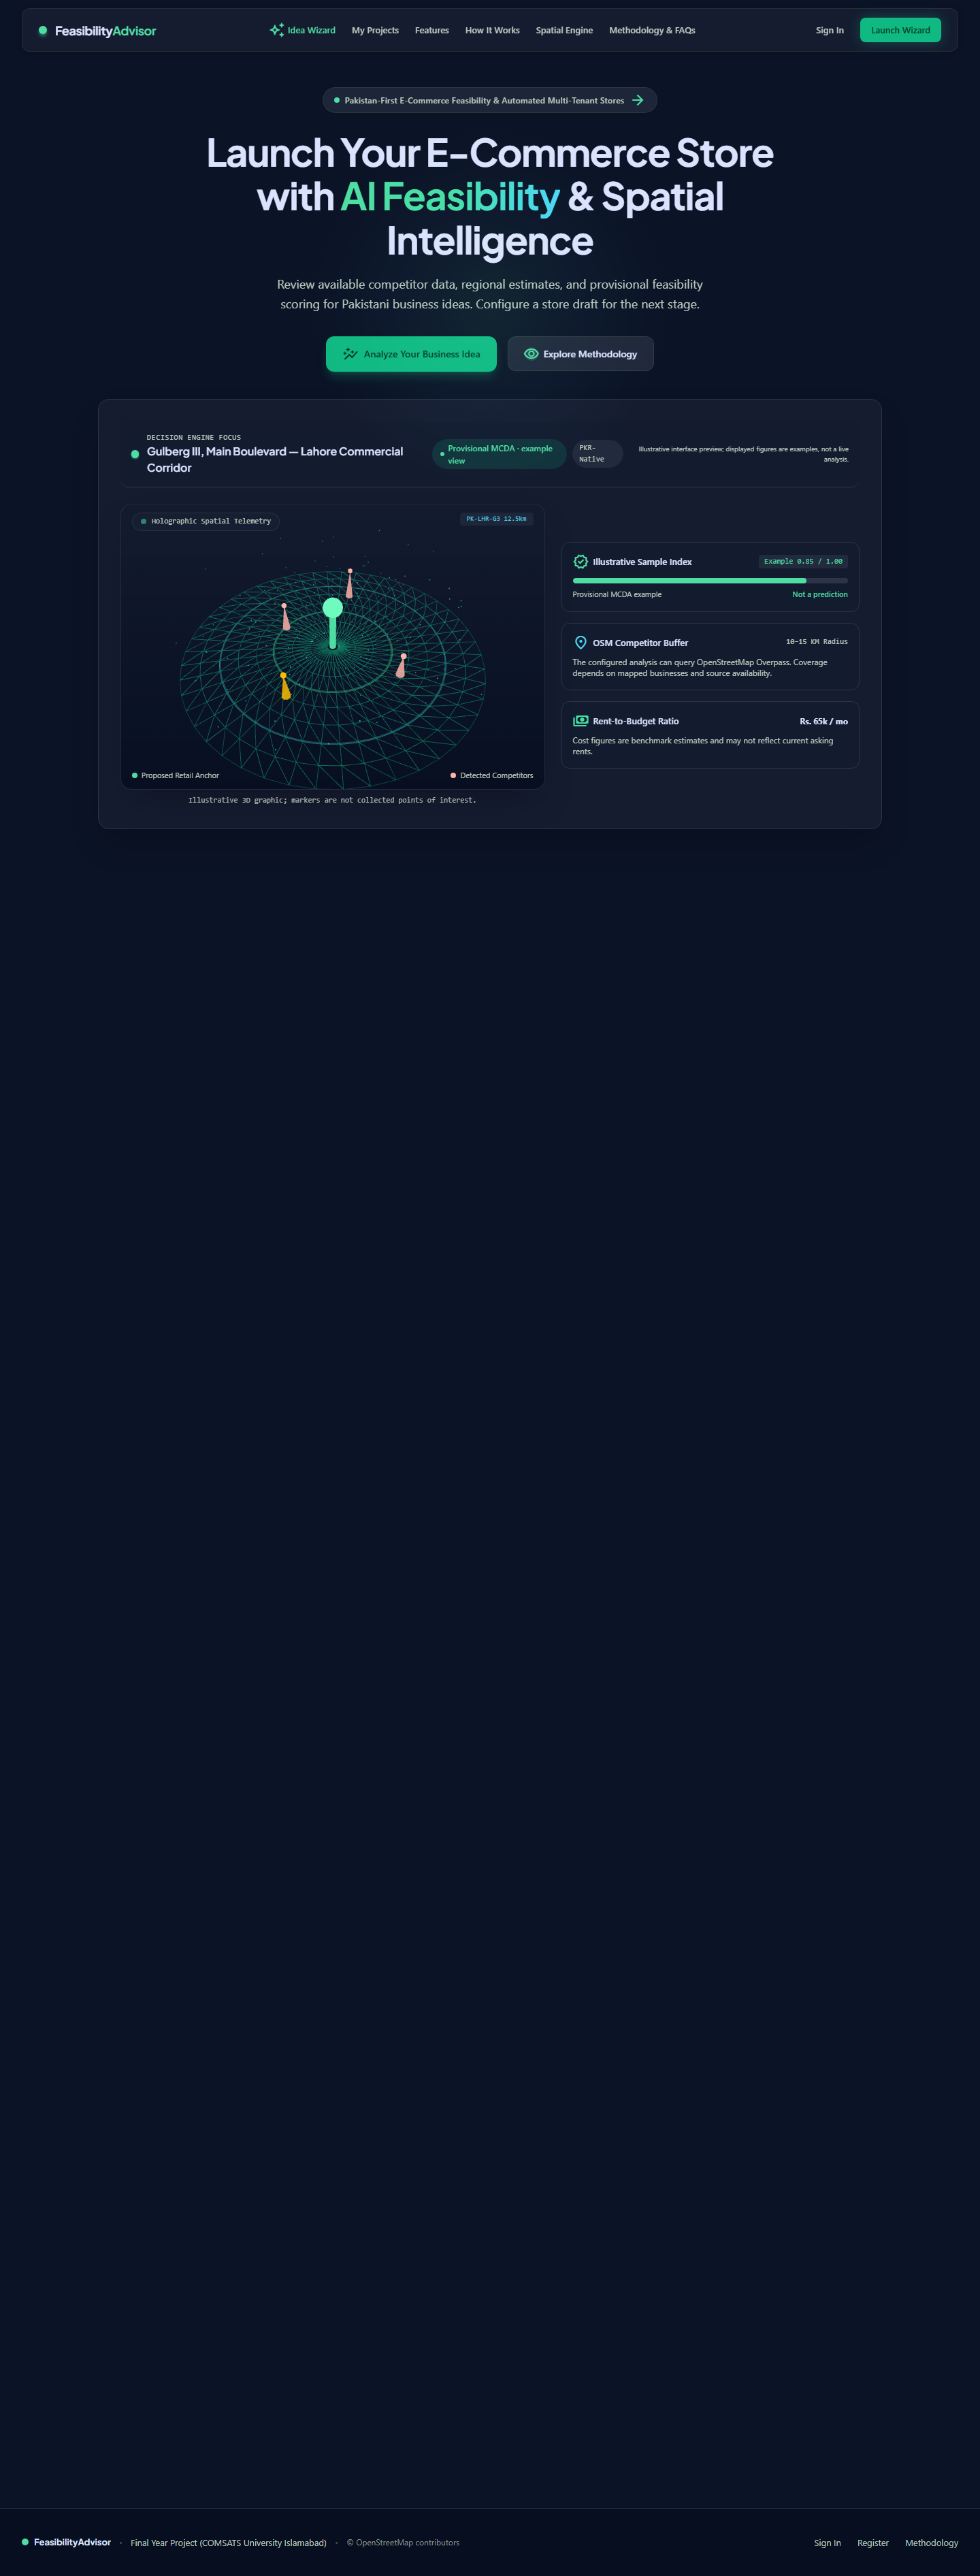 FeasibilityAdvisor
Idea Wizard
My Projects
Features
How It Works
Spatial Engine
Methodology & FAQs
Sign In
Launch Wizard
Pakistan-First E-Commerce Feasibility & Automated Multi-Tenant Stores
Launch Your E-Commerce Store
with AI Feasibility & Spatial
Intelligence
Review available competitor data, regional estimates, and provisional feasibility
scoring for Pakistani business ideas. Configure a store draft for the next stage.
Analyze Your Business Idea
Explore Methodology
DECISION ENGINE FOCUS
Gulberg III, Main Boulevard — Lahore Commercial
Corridor
Provisional MCDA · example
view
PKR-
Native
Illustrative interface preview; displayed figures are examples, not a live
analysis.
Holographic Spatial Telemetry
PK-LHR-G3 12.5km
Proposed Retail Anchor
Detected Competitors
Illustrative 3D graphic; markers are not collected points of interest.
Illustrative Sample Index
Example 0.85 / 1.00
Provisional MCDA example
Not a prediction
OSM Competitor Buffer
10–15 KM Radius
The configured analysis can query OpenStreetMap Overpass. Coverage
depends on mapped businesses and source availability.
Rent-to-Budget Ratio
Rs. 65k / mo
Cost figures are benchmark estimates and may not reflect current asking
rents.
FeasibilityAdvisor · Final Year Project (COMSATS University Islamabad) · © OpenStreetMap contributors
Sign In
Register
Methodology